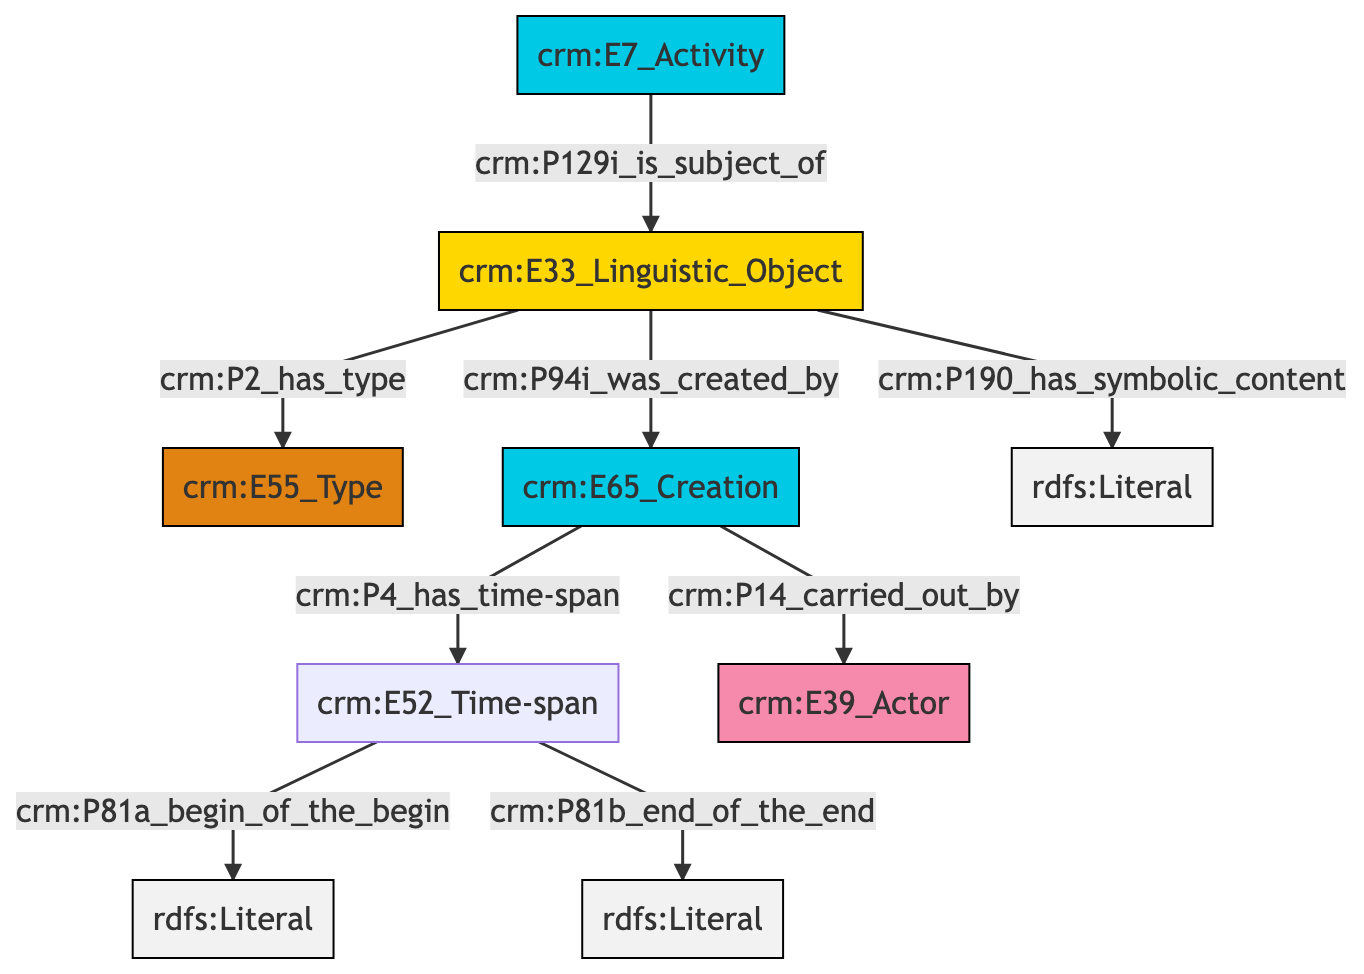 crm:E7_Activity
crm:P129i_is_subject_of
crm:E33_Linguistic_Object
crm:P2_has_type
crm:P94i_was_created_by
crm:P190_has_symbolic_content
crm:E55_Type
crm:E65_Creation
rdfs:Literal
crm:P4_has_time-span
crm:P14_carried_out_by
crm:E52_Time-span
crm:E39_Actor
crm:P81a_begin_of_the_begin
crm:P81b_end_of_the_end
rdfs:Literal
rdfs:Literal